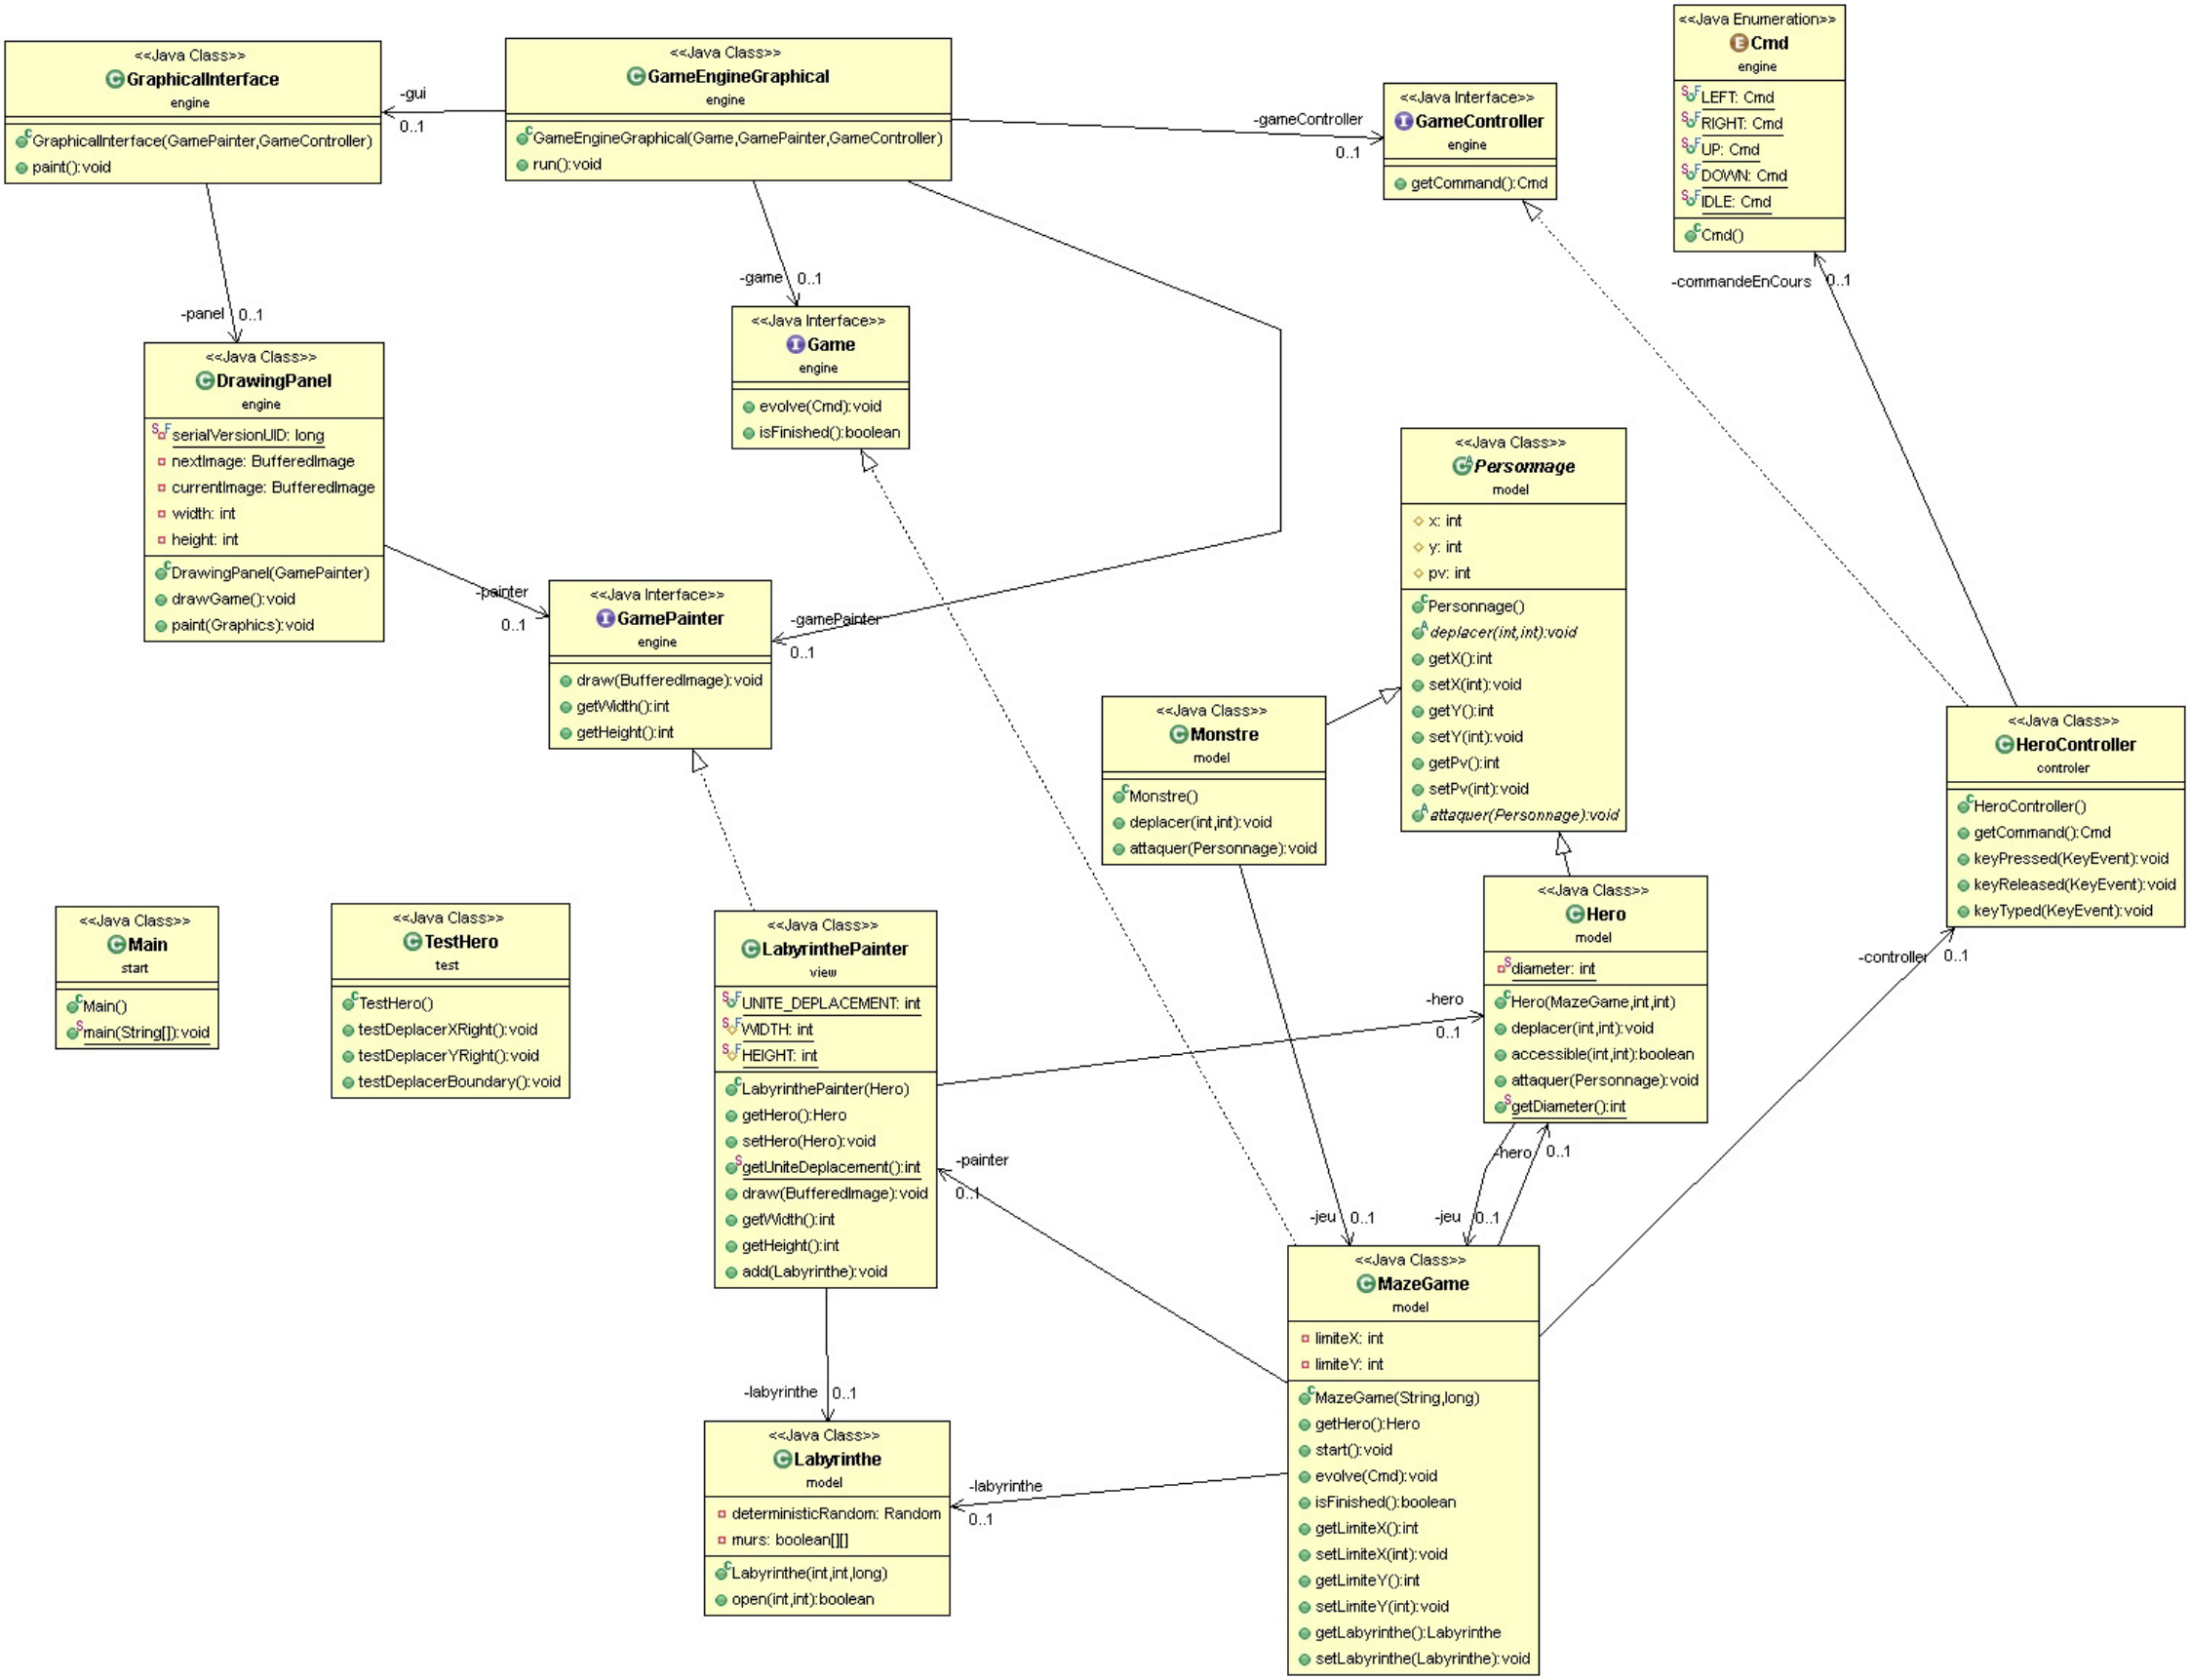 <<Java Class>>
GraphicalInterface
engine
GraphicalInterface(GamePainter,GameController)
paint():void
-gui
0..1
<<Java Class>>
GameEngineGraphical
engine
GameEngineGraphical(Game,GamePainter,GameController)
run():void
-gameController
0..1
<<Java Interface>>
GameController
engine
getCommand():Cmd
<<Java Enumeration>>
Cmd
engine
LEFT: Cmd
RIGHT: Cmd
UP: Cmd
DOWN: Cmd
IDLE: Cmd
Cmd()
-commandeEnCours
0..1
-panel
0..1
-game
0..1
<<Java Class>>
DrawingPanel
engine
serialVersionUID: long
nextImage: BufferedImage
currentImage: BufferedImage
width: int
height: int
DrawingPanel(GamePainter)
drawGame():void
paint(Graphics):void
<<Java Interface>>
Game
engine
evolve(Cmd):void
isFinished():boolean
-painter
0..1
<<Java Interface>>
GamePainter
engine
draw(BufferedImage):void
getWidth():int
getHeight():int
-gamePainter
0..1
<<Java Class>>
Personnage
model
x: int
y: int
pv: int
Personnage()
deplacer(int,int):void
getX():int
setX(int):void
getY():int
setY(int):void
getPv():int
setPv(int):void
attaquer(Personnage):void
<<Java Class>>
Monstre
model
Monstre()
deplacer(int,int):void
attaquer(Personnage):void
<<Java Class>>
HeroController
controler
HeroController()
getCommand():Cmd
keyPressed(KeyEvent):void
keyReleased(KeyEvent):void
keyTyped(KeyEvent):void
-controller
0..1
<<Java Class>>
Main
start
Main()
main(String[]):void
<<Java Class>>
TestHero
test
TestHero()
testDeplacerXRight():void
testDeplacerYRight():void
testDeplacerBoundary():void
<<Java Class>>
LabyrinthePainter
view
UNITE_DEPLACEMENT: int
WIDTH: int
HEIGHT: int
LabyrinthePainter(Hero)
getHero():Hero
setHero(Hero):void
getUniteDeplacement():int
draw(BufferedImage):void
getWidth():int
getHeight():int
add(Labyrinthe):void
-hero
0..1
<<Java Class>>
Hero
model
diameter: int
Hero(MazeGame,int,int)
deplacer(int,int):void
accessible(int,int):boolean
attaquer(Personnage):void
getDiameter():int
-hero
0..1
-painter
0..1
-jeu
0..1
-jeu
0..1
<<Java Class>>
MazeGame
model
limiteX: int
limiteY: int
MazeGame(String,long)
getHero():Hero
start():void
evolve(Cmd):void
isFinished():boolean
getLimiteX():int
setLimiteX(int):void
getLimiteY():int
setLimiteY(int):void
getLabyrinthe():Labyrinthe
setLabyrinthe(Labyrinthe):void
-labyrinthe
0..1
<<Java Class>>
Labyrinthe
model
deterministicRandom: Random
murs: boolean[][]
Labyrinthe(int,int,long)
open(int,int):boolean
-labyrinthe
0..1